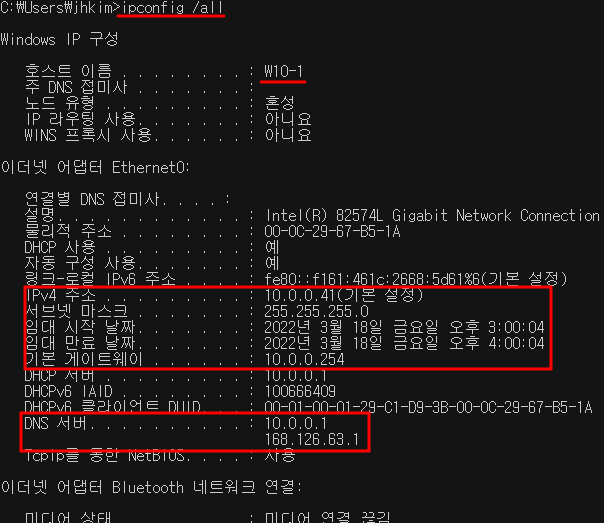 C:\Users\jhkim>ipconfig /all
Windows IP 구성
호스트 이름 . . . . . . . . : W10-1
주 DNS 접미사 . . . . . . . :
노드 유형 . . . . . . . . . : 혼성
IP 라우팅 사용. . . . . . . : 아니요
WINS 프록시 사용. . . . . . : 아니요
이더넷 어댑터 Ethernet0:
연결별 DNS 접미사. . . . :
설명. . . . . . . . . . . . : Intel(R) 82574L Gigabit Network Connection
물리적 주소 . . . . . . . . : 00-0C-29-67-B5-1A
DHCP 사용 . . . . . . . . . : 예
자동 구성 사용. . . . . . . : 예
링크-로컬 IPv6 주소 . . . . : fe80::f161:461c:2668:5d61%6(기본 설정)
IPv4 주소 . . . . . . . . . : 10.0.0.41(기본 설정)
서브넷 마스크 . . . . . . . : 255.255.255.0
임대 시작 날짜. . . . . . . : 2022년 3월 18일 금요일 오후 3:00:04
임대 만료 날짜. . . . . . . : 2022년 3월 18일 금요일 오후 4:00:04
기본 게이트웨이 . . . . . . : 10.0.0.254
DHCP 서버 . . . . . . . . . : 10.0.0.1
DHCPv6 IAID . . . . . . . . : 100666409
DHCPv6 클라이언트 DUID. . . : 00-01-00-01-29-C1-D9-3B-00-0C-29-67-B5-1A
DNS 서버. . . . . . . . . . : 10.0.0.1
168.126.63.1
Tcpip를 통한 NetBIOS. . . . : 사용
이더넷 어댑터 Bluetooth 네트워크 연결:
미디어 상태 . . . . . . . . : 미디어 연결 끊김